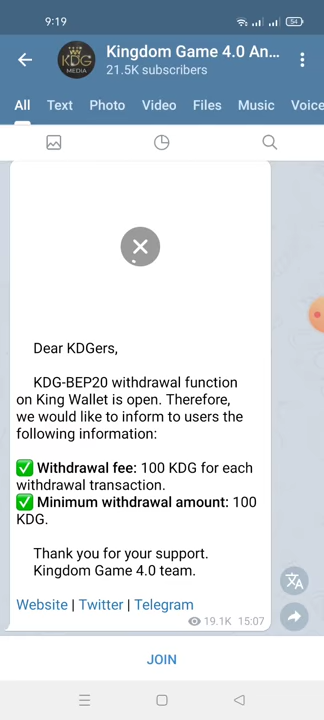 9:19
54
KDG
MEDIA
Kingdom Game 4.0 An...
21.5K subscribers
All Text Photo Video Files Music Voice
Dear KDGers,
KDG-BEP20 withdrawal function
on King Wallet is open. Therefore,
we would like to inform to users the
following information:
✅ Withdrawal fee: 100 KDG for each
withdrawal transaction.
✅ Minimum withdrawal amount: 100
KDG.
Thank you for your support.
Kingdom Game 4.0 team.
Website | Twitter | Telegram
19.1K 15:07
JOIN